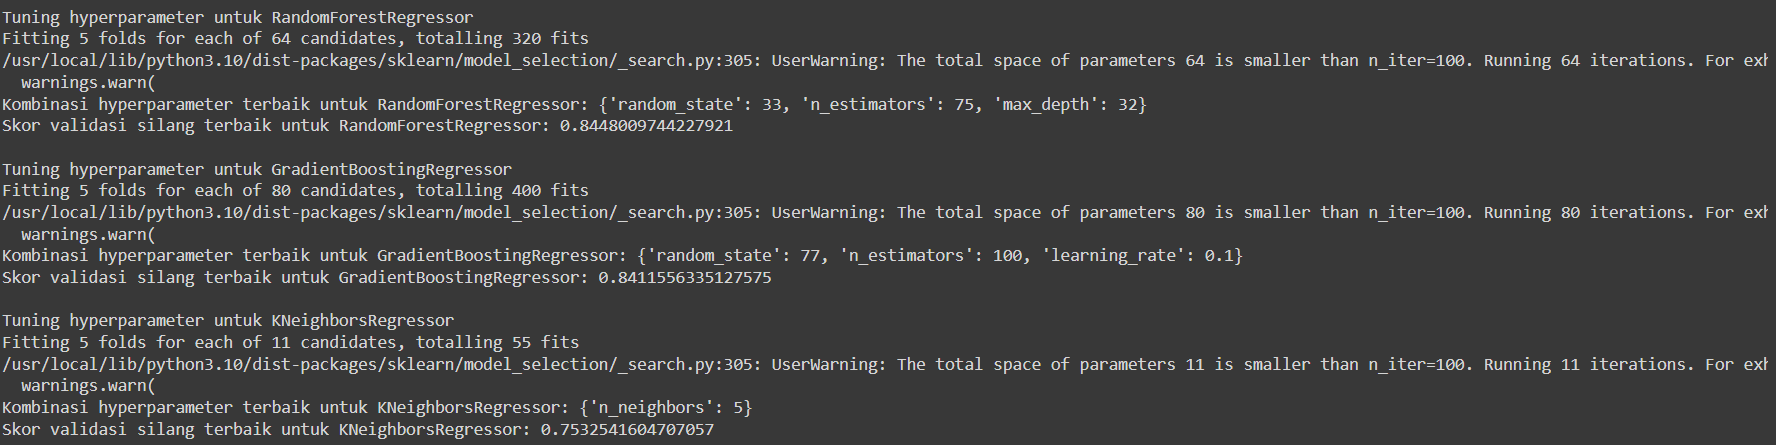 Tuning hyperparameter untuk RandomForestRegressor
Fitting 5 folds for each of 64 candidates, totalling 320 fits
/usr/local/lib/python3.10/dist-packages/sklearn/model_selection/_search.py:305: UserWarning: The total space of parameters 64 is smaller than n_iter=100. Running 64 iterations. For
  warnings.warn(
Kombinasi hyperparameter terbaik untuk RandomForestRegressor: {'random_state': 33, 'n_estimators': 75, 'max_depth': 32}
Skor validasi silang terbaik untuk RandomForestRegressor: 0.8448009744227921

Tuning hyperparameter untuk GradientBoostingRegressor
Fitting 5 folds for each of 80 candidates, totalling 400 fits
/usr/local/lib/python3.10/dist-packages/sklearn/model_selection/_search.py:305: UserWarning: The total space of parameters 80 is smaller than n_iter=100. Running 80 iterations. For
  warnings.warn(
Kombinasi hyperparameter terbaik untuk GradientBoostingRegressor: {'random_state': 77, 'n_estimators': 100, 'learning_rate': 0.1}
Skor validasi silang terbaik untuk GradientBoostingRegressor: 0.8411556335127575

Tuning hyperparameter untuk KNeighborsRegressor
Fitting 5 folds for each of 11 candidates, totalling 55 fits
/usr/local/lib/python3.10/dist-packages/sklearn/model_selection/_search.py:305: UserWarning: The total space of parameters 11 is smaller than n_iter=100. Running 11 iterations. For
  warnings.warn(
Kombinasi hyperparameter terbaik untuk KNeighborsRegressor: {'n_neighbors': 5}
Skor validasi silang terbaik untuk KNeighborsRegressor: 0.7532541604707057